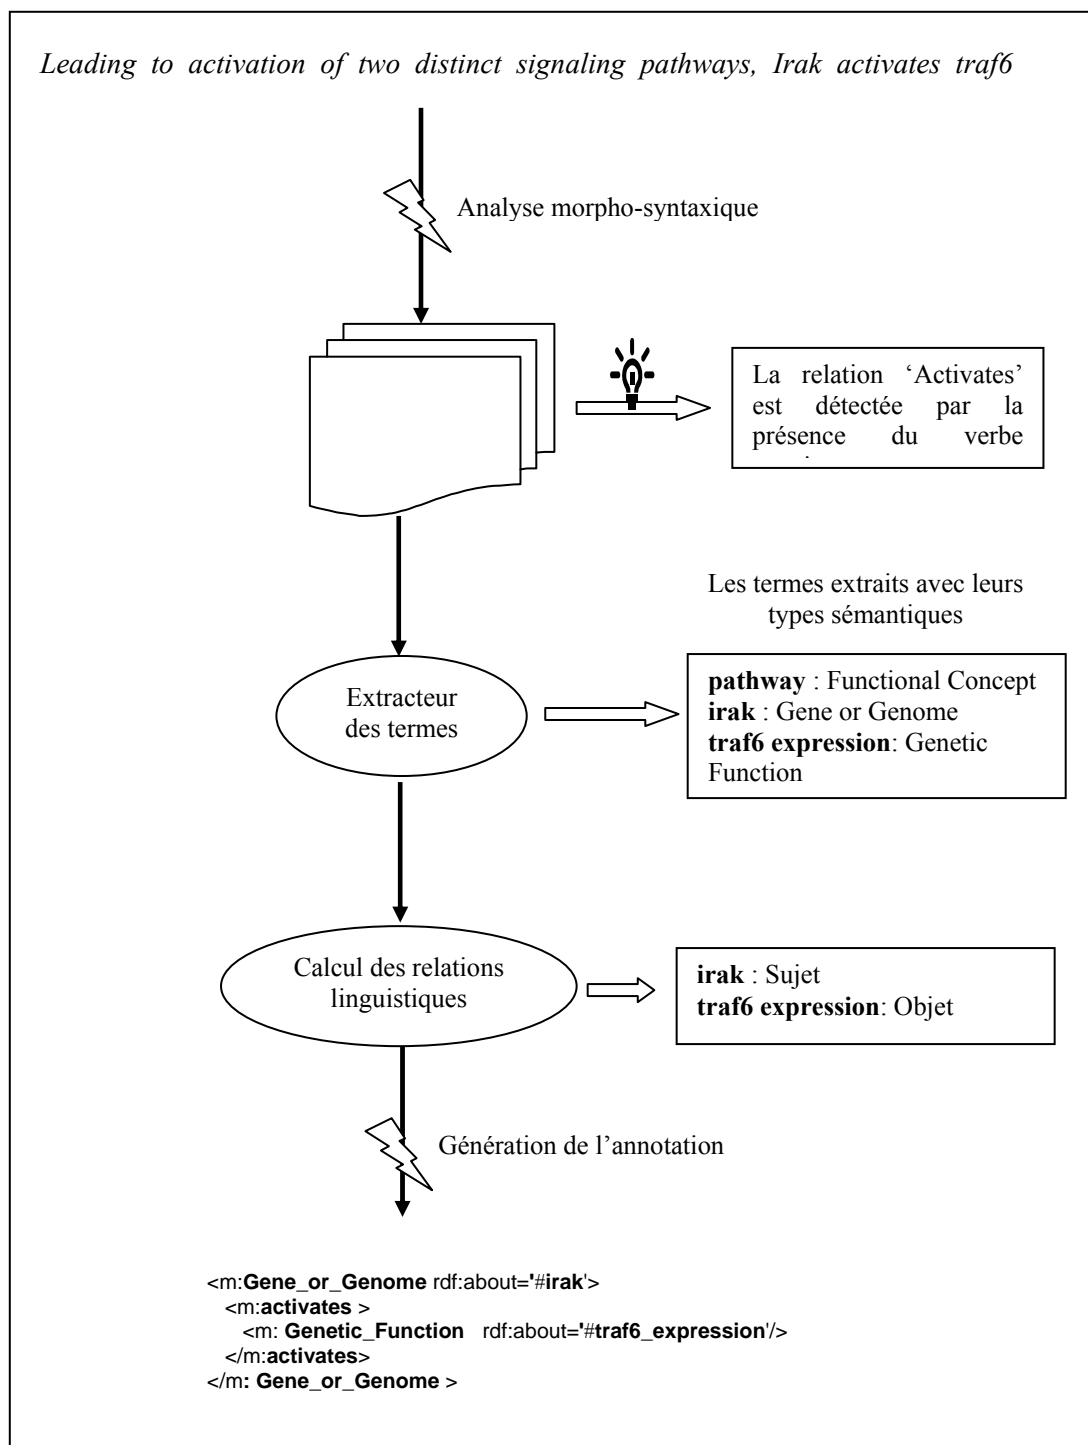 Leading to activation of two distinct signaling pathways, Irak activates traf6
Analyse morpho-syntaxique
La relation ‘Activates’
est détectée par la
présence du verbe
Les termes extraits avec leurs
types sémantiques
Extracteur
des termes
pathway : Functional Concept
irak : Gene or Genome
traf6 expression: Genetic
Function
Calcul des relations
linguistiques
irak : Sujet
traf6 expression: Objet
Génération de l’annotation
<m:Gene_or_Genome rdf:about='#irak'>
<m:activates >
<m: Genetic_Function rdf:about='#traf6_expression'/>
</m:activates>
</m: Gene_or_Genome >